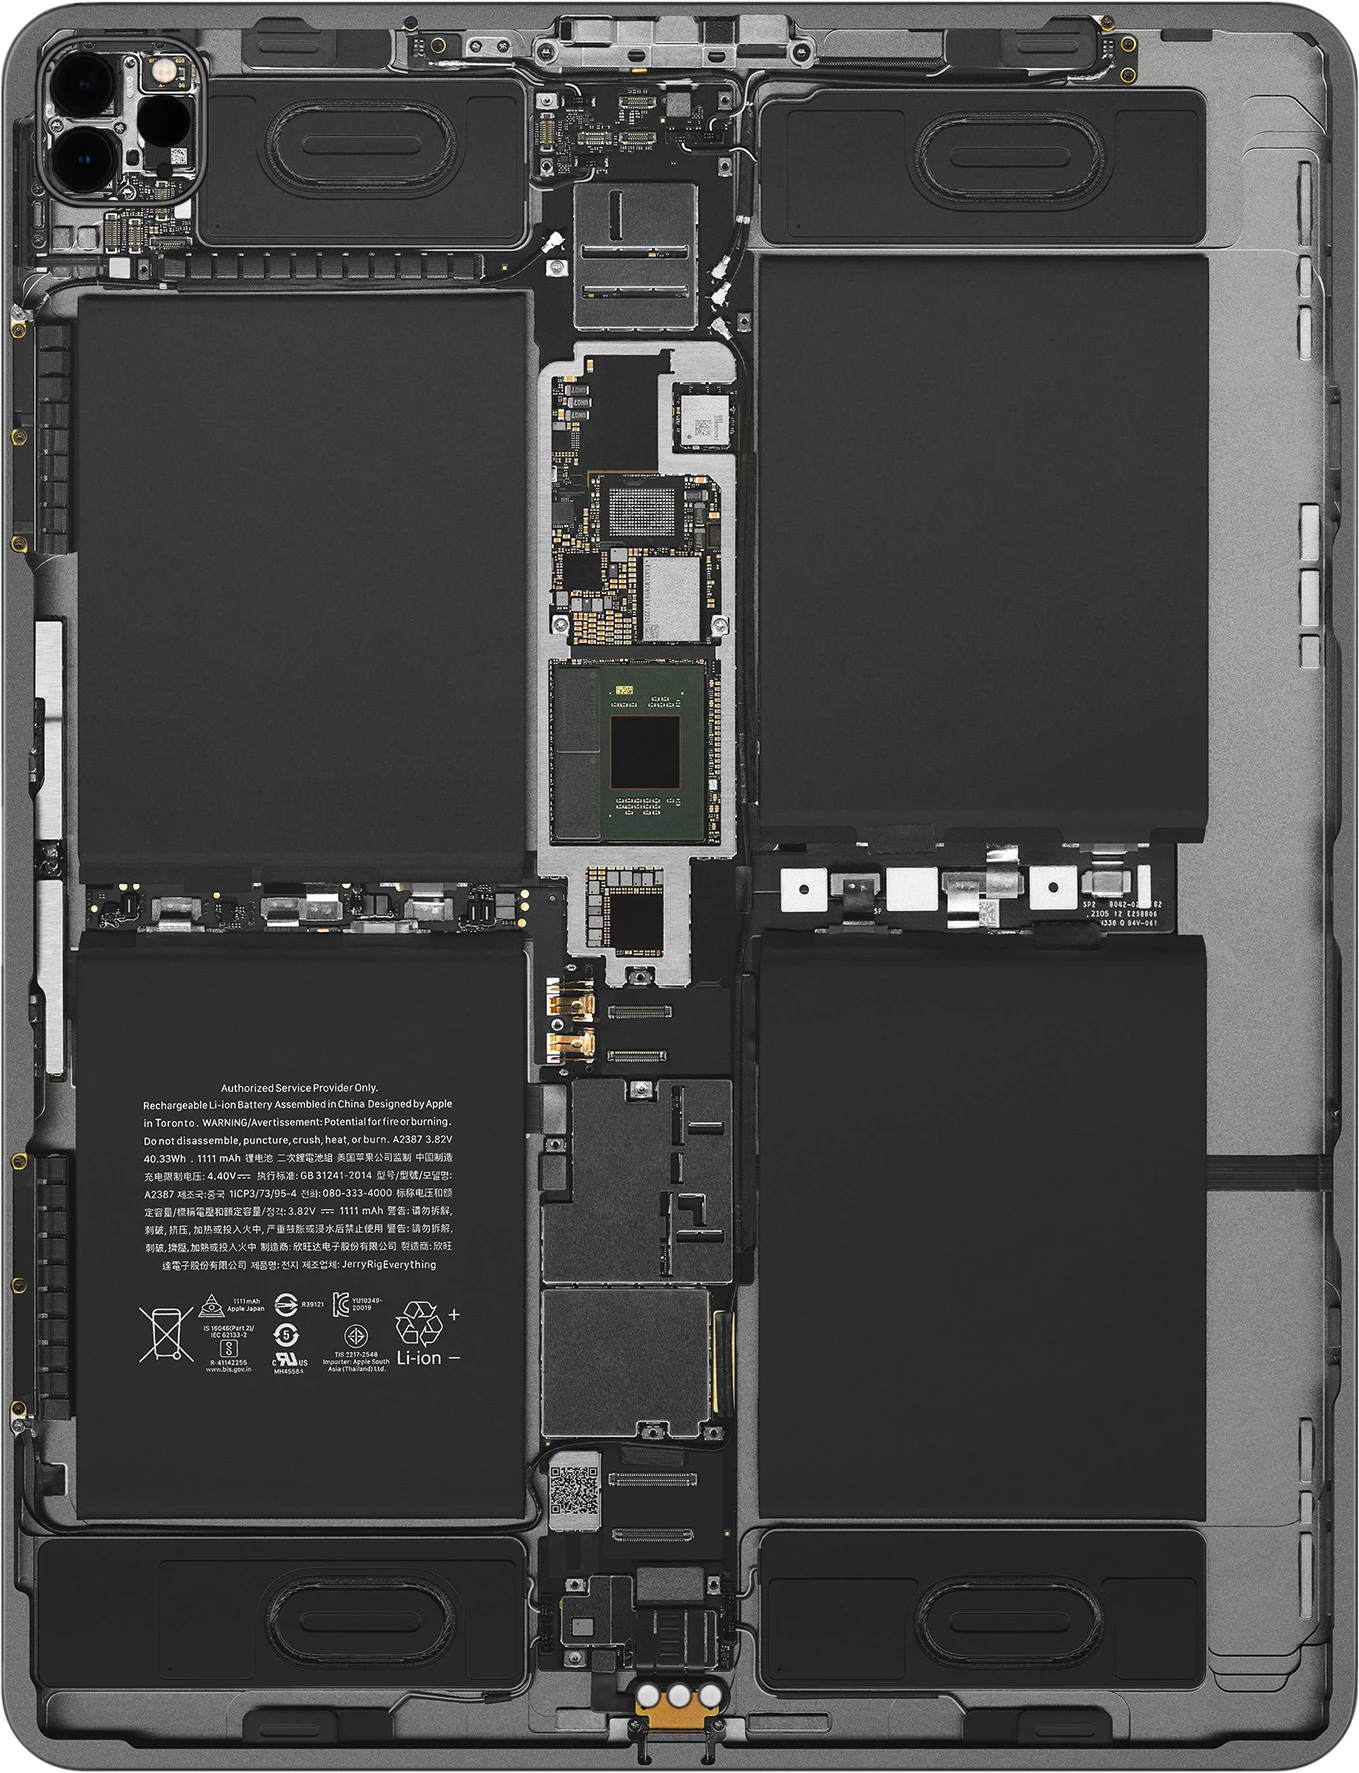 SP2 8042-
.2105 12 E258806
Q 94V-0
Authorized Service Provider Only.
Rechargeable Li-ion Battery Assembled in China Designed by Apple
in Toronto. WARNING/Avertissement: Potential for fire or burning.
Do not disassemble, puncture, crush, heat, or burn. A2387 3.82V
40.33Wh . 1111 mAh 锂电池 二次鋰電池組 美国苹果公司监制 中国制造
充电限制电压: 4.40V⎓ 执行标准: GB 31241-2014 型号/型號/모델명:
A2387 제조국:중국 1ICP3/73/95-4 전화: 080-333-4000 标称电压和额
定容量/標稱電壓和額定容量/정격: 3.82V ⎓ 1111 mAh 警告: 请勿拆解,
刺破, 挤压, 加热或投入火中, 严重鼓胀或浸水后禁止使用 警告: 請勿拆解,
刺破, 擠壓, 加熱或投入火中 制造商: 欣旺达电子股份有限公司 製造商: 欣旺
達電子股份有限公司 제품명: 전지 제조업체: JerryRigEverything
1111mAh
Apple Japan
R39121
YU10349-
20019
IS 16046(Part 2)/
IEC 62133-2
R-41142255
www.bis.gov.in
5
c RU US
MH45584
TIS 2217-2548
Importer: Apple South
Asia (Thailand) Ltd.
+
Li-ion −